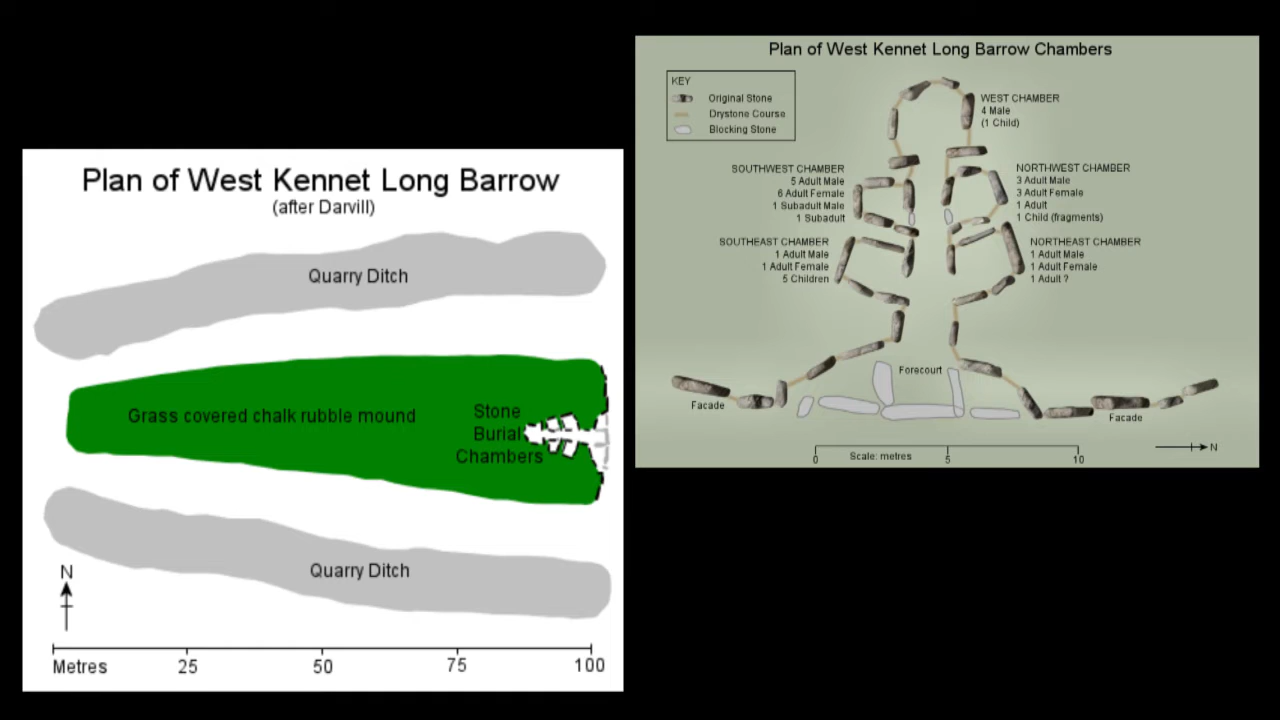 Plan of West Kennet Long Barrow
(after Darvill)
Quarry Ditch
Grass covered chalk rubble mound
Stone
Burial
Chambers
Quarry Ditch
N
Metres 25 50 75 100
Plan of West Kennet Long Barrow Chambers
KEY
Original Stone
Drystone Course
Blocking Stone
WEST CHAMBER
4 Male
(1 Child)
SOUTHWEST CHAMBER
5 Adult Male
6 Adult Female
1 Subadult Male
1 Subadult
NORTHWEST CHAMBER
3 Adult Male
3 Adult Female
1 Adult
1 Child (fragments)
SOUTHEAST CHAMBER
1 Adult Male
1 Adult Female
5 Children
NORTHEAST CHAMBER
1 Adult Male
1 Adult Female
1 Adult ?
Forecourt
Facade
Facade
0 Scale: metres 5 10
N